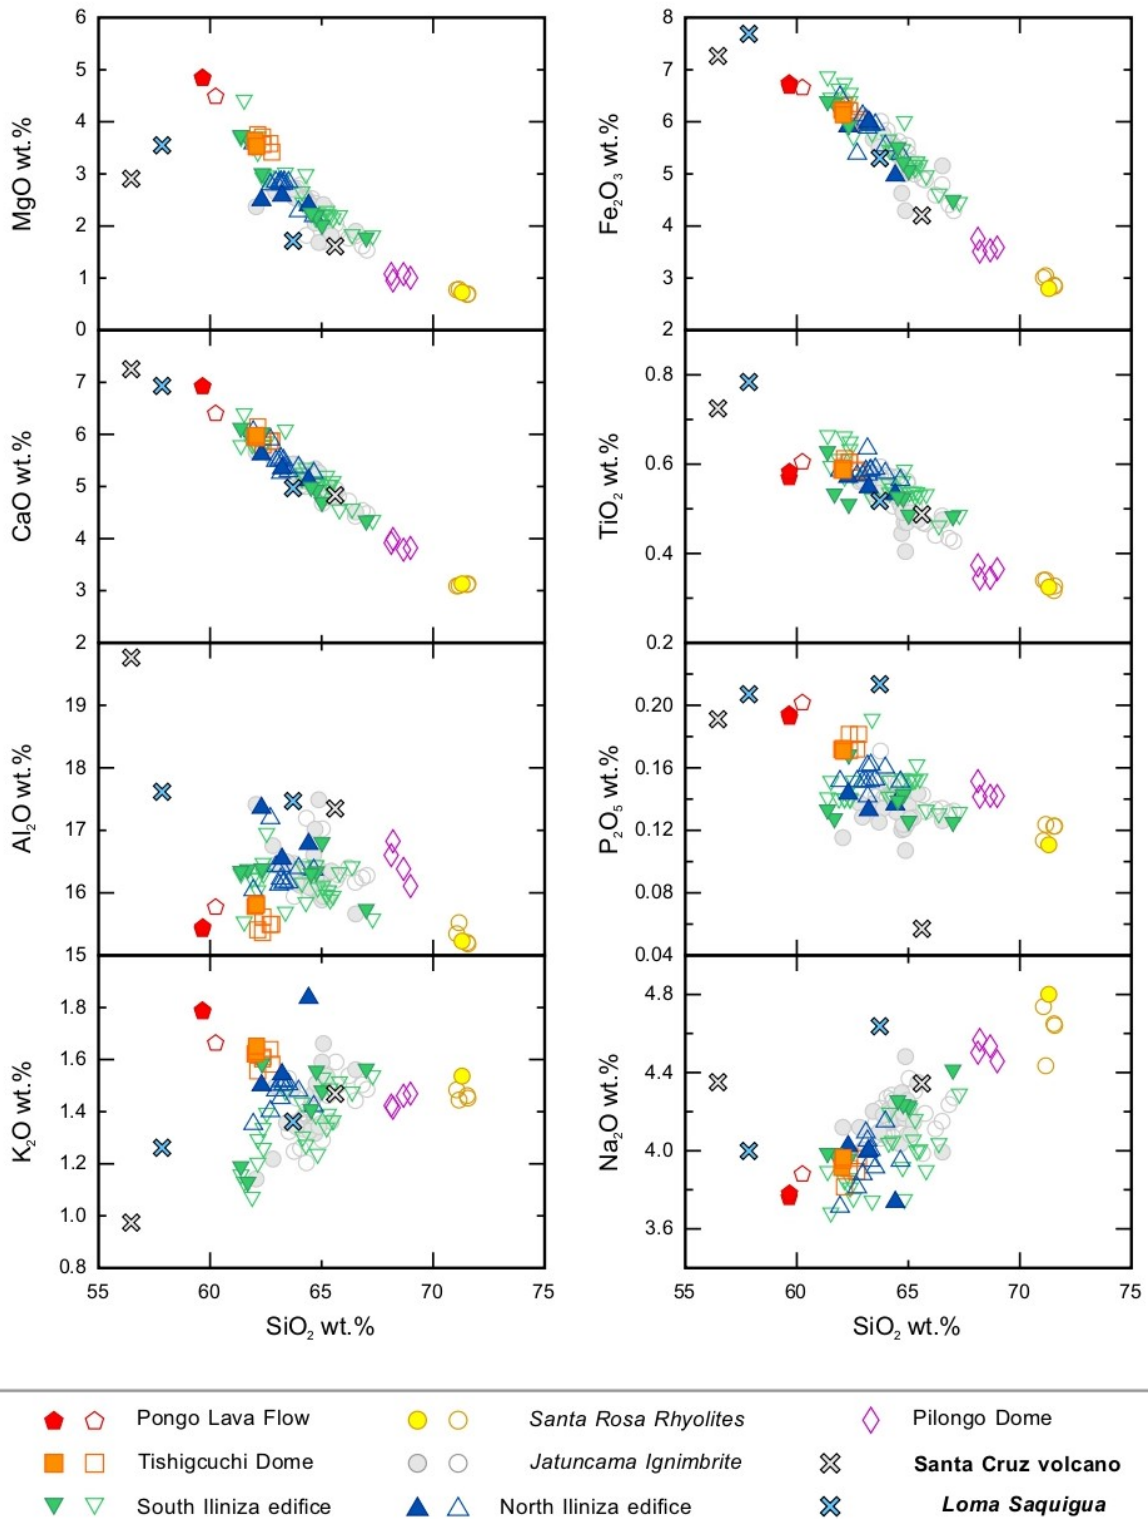 6
5
4
3
2
1
0
MgO wt.%
8
7
6
5
4
3
2
Fe₂O₃ wt.%
7
6
5
4
3
2
CaO wt.%
0.8
0.6
0.4
0.2
TiO₂ wt.%
19
18
17
16
15
Al₂O wt.%
0.20
0.16
0.12
0.08
0.04
P₂O₅ wt.%
1.8
1.6
1.4
1.2
1.0
0.8
K₂O wt.%
4.8
4.4
4.0
3.6
Na₂O wt.%
55 60 65 70 75
55 60 65 70 75
SiO₂ wt.%
SiO₂ wt.%
Pongo Lava Flow
Santa Rosa Rhyolites
Pilongo Dome
Tishigcuchi Dome
Jatuncama Ignimbrite
Santa Cruz volcano
South Iliniza edifice
North Iliniza edifice
Loma Saquigua